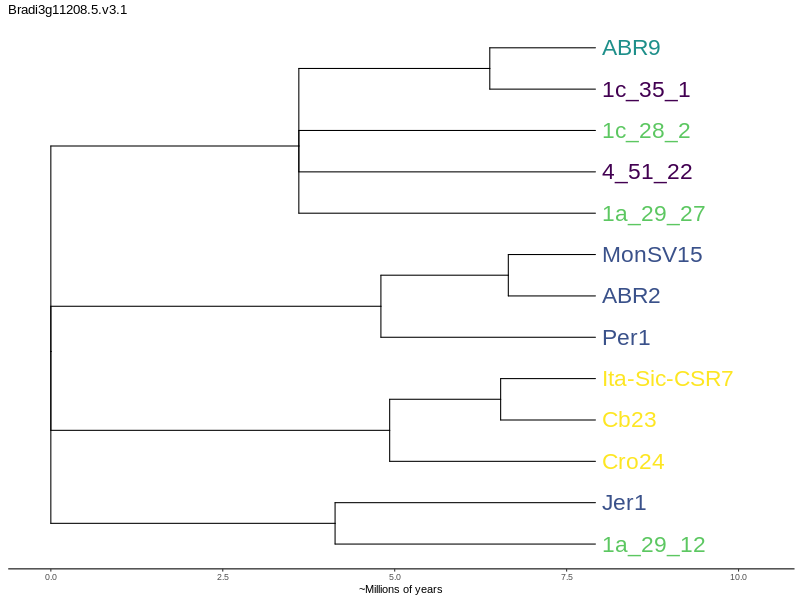 Bradi3g11208.5.v3.1
ABR9
1c_35_1
1c_28_2
4_51_22
1a_29_27
MonSV15
ABR2
Per1
Ita-Sic-CSR7
Cb23
Cro24
Jer1
1a_29_12
0.0 2.5 5.0 7.5 10.0
~Millions of years